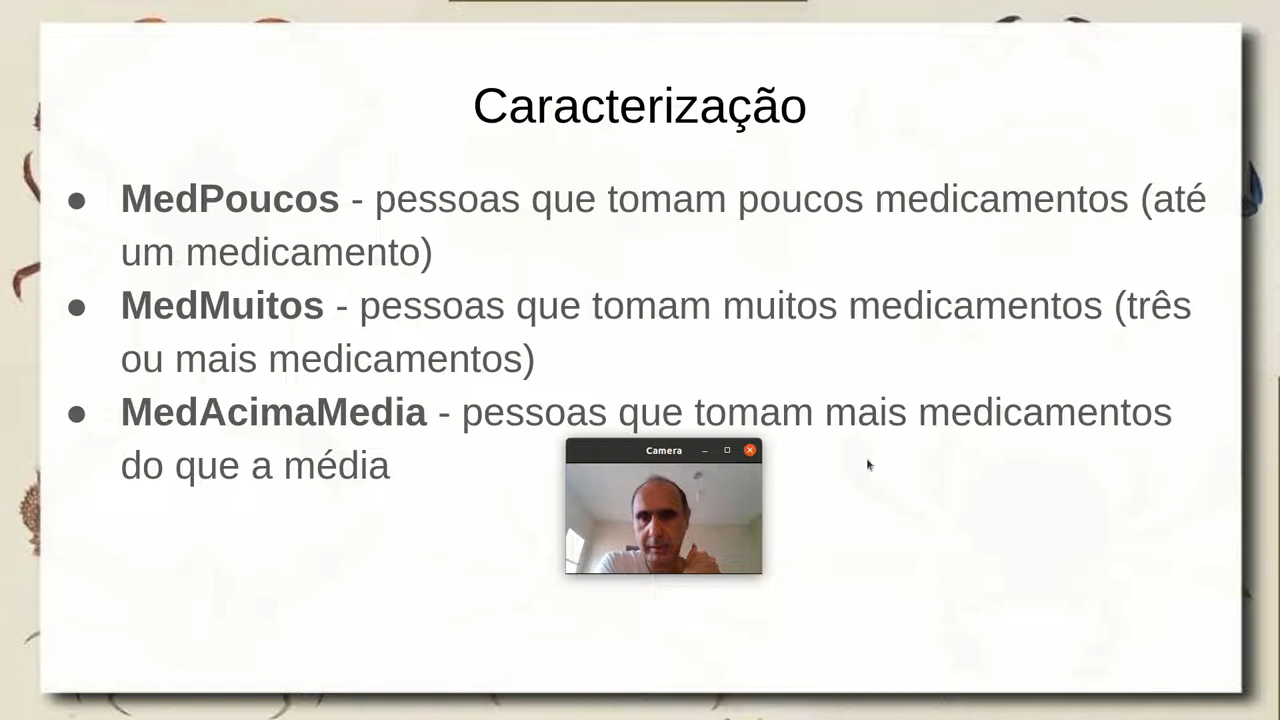 Caracterização
● MedPoucos - pessoas que tomam poucos medicamentos (até
um medicamento)
● MedMuitos - pessoas que tomam muitos medicamentos (três
ou mais medicamentos)
● MedAcimaMedia - pessoas que tomam mais medicamentos
do que a média
Camera